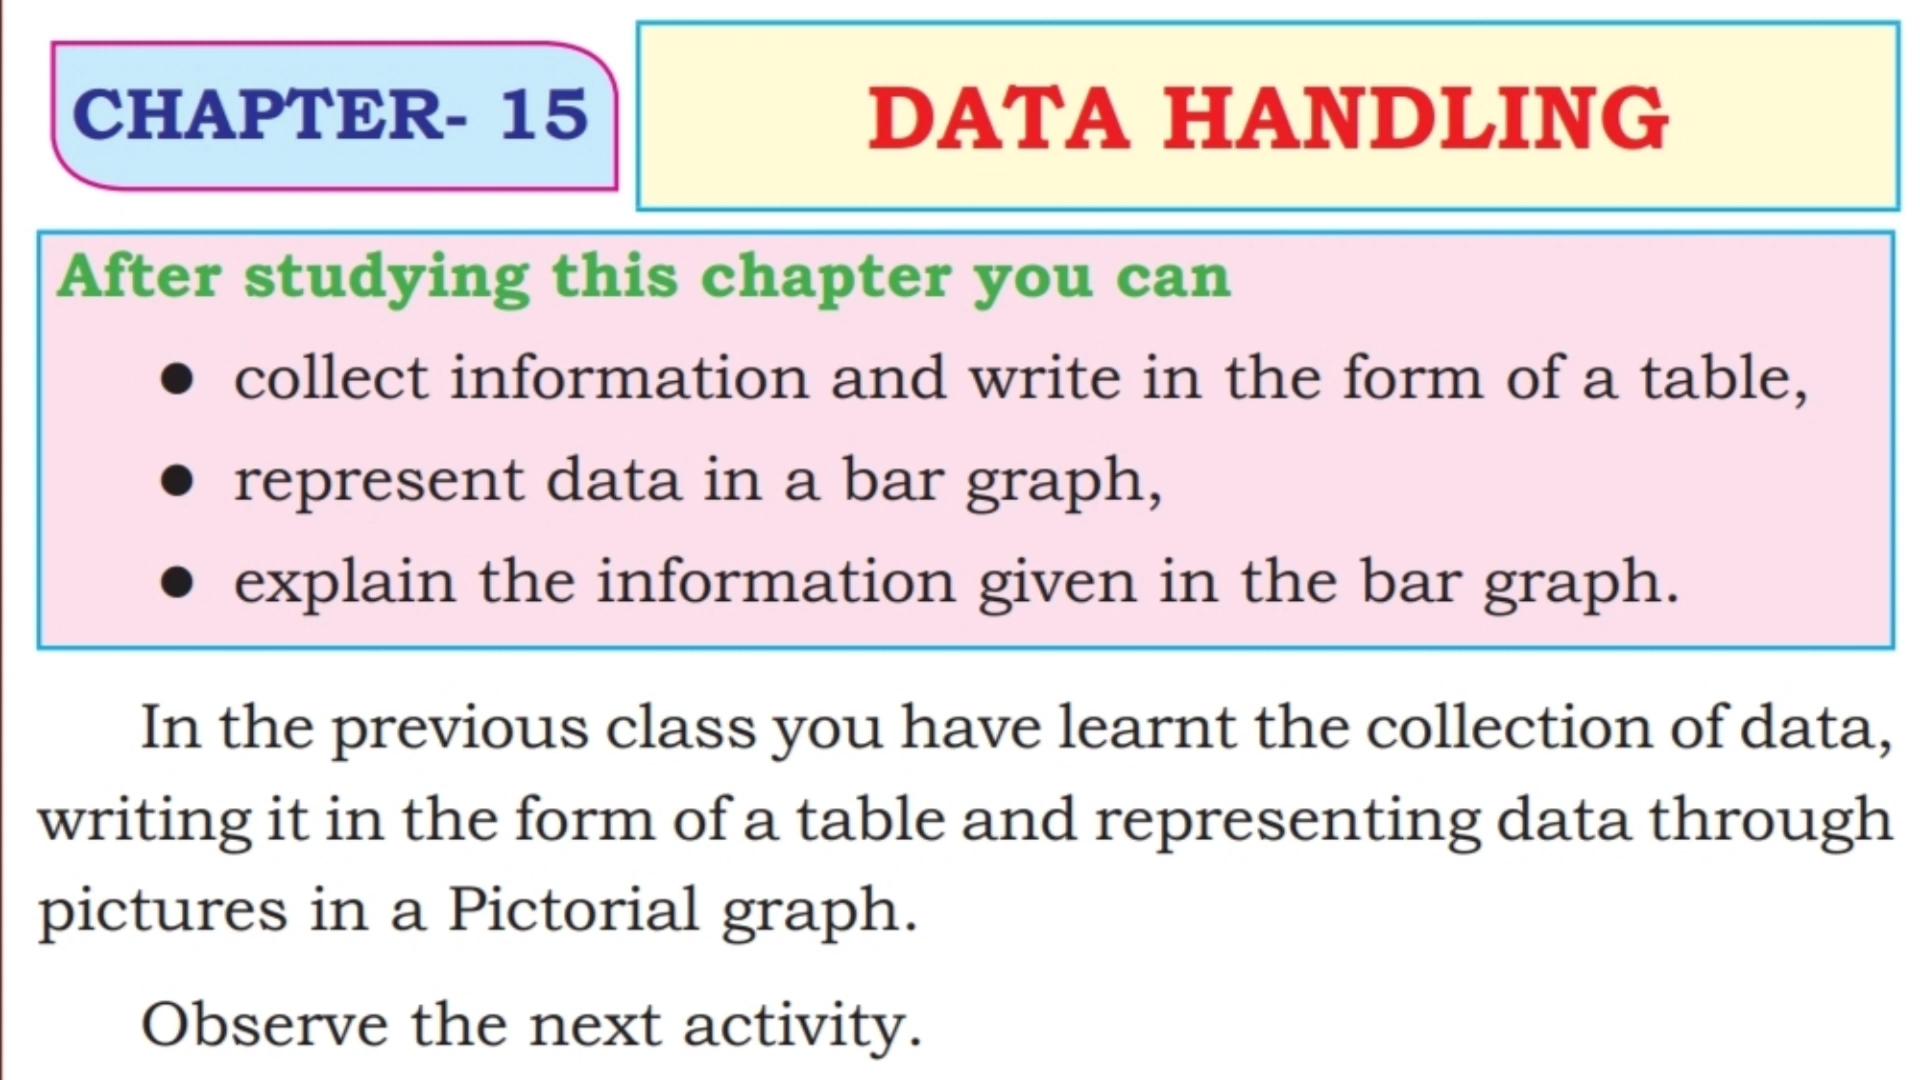 CHAPTER- 15
DATA HANDLING
After studying this chapter you can
● collect information and write in the form of a table,
● represent data in a bar graph,
● explain the information given in the bar graph.
In the previous class you have learnt the collection of data,
writing it in the form of a table and representing data through
pictures in a Pictorial graph.
Observe the next activity.